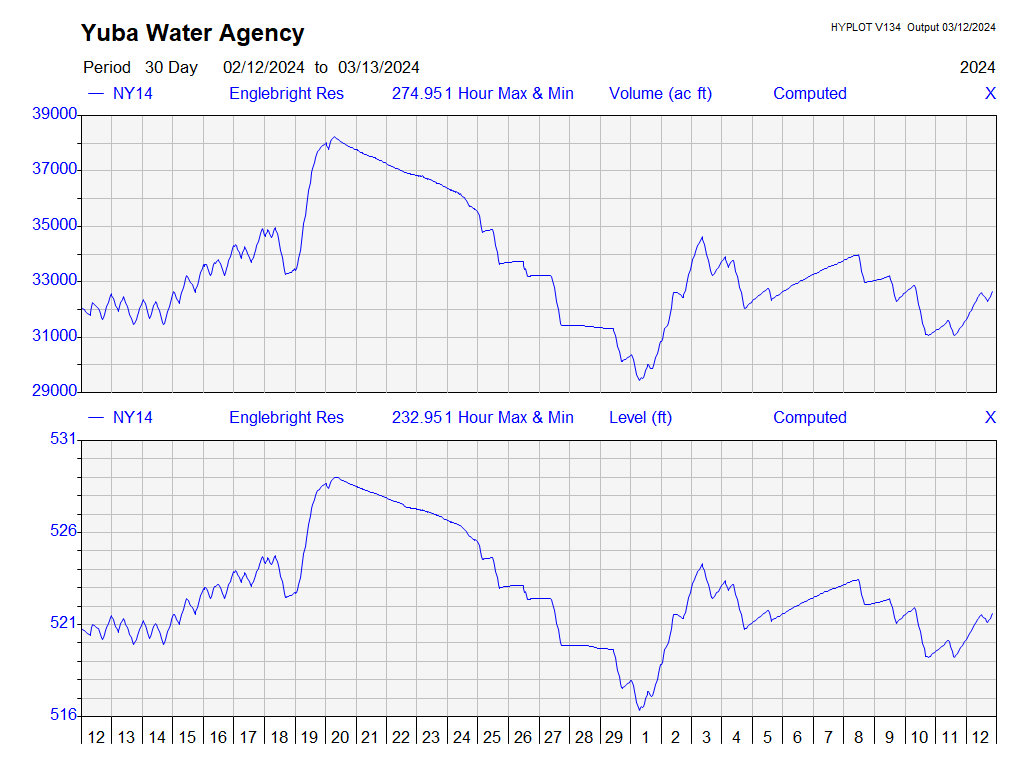 Yuba Water Agency
HYPLOT V134 Output 03/12/2024
Period 30 Day 02/12/2024 to 03/13/2024 2024
NY14 Englebright Res 274.951 Hour Max & Min Volume (ac ft) Computed X
39000
37000
35000
33000
31000
29000
NY14 Englebright Res 232.951 Hour Max & Min Level (ft) Computed X
531
526
521
516
12 13 14 15 16 17 18 19 20 21 22 23 24 25 26 27 28 29 1 2 3 4 5 6 7 8 9 10 11 12